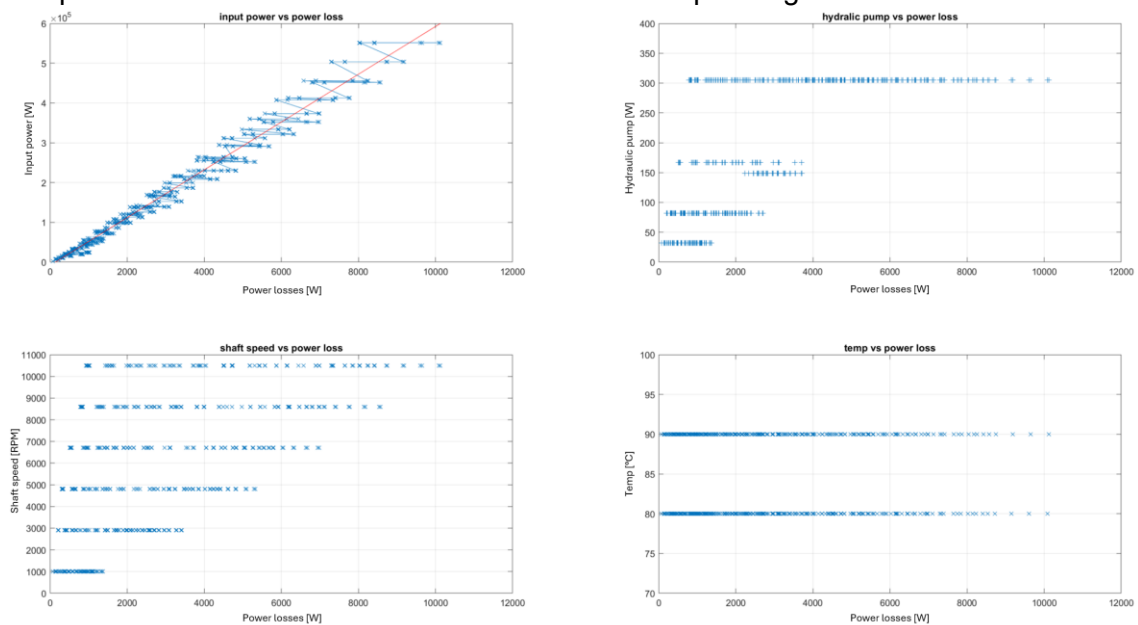 input power vs power loss
×10⁵
6
5
4
3
2
1
0
Input power [W]
0 2000 4000 6000 8000 10000 12000
Power losses [W]
hydralic pump vs power loss
400
350
300
250
200
150
100
50
0
Hydraulic pump [W]
0 2000 4000 6000 8000 10000 12000
Power losses [W]
shaft speed vs power loss
11000
10000
9000
8000
7000
6000
5000
4000
3000
2000
1000
0
Shaft speed [RPM]
0 2000 4000 6000 8000 10000 12000
Power losses [W]
temp vs power loss
100
95
90
85
80
75
70
Temp [ºC]
0 2000 4000 6000 8000 10000 12000
Power losses [W]